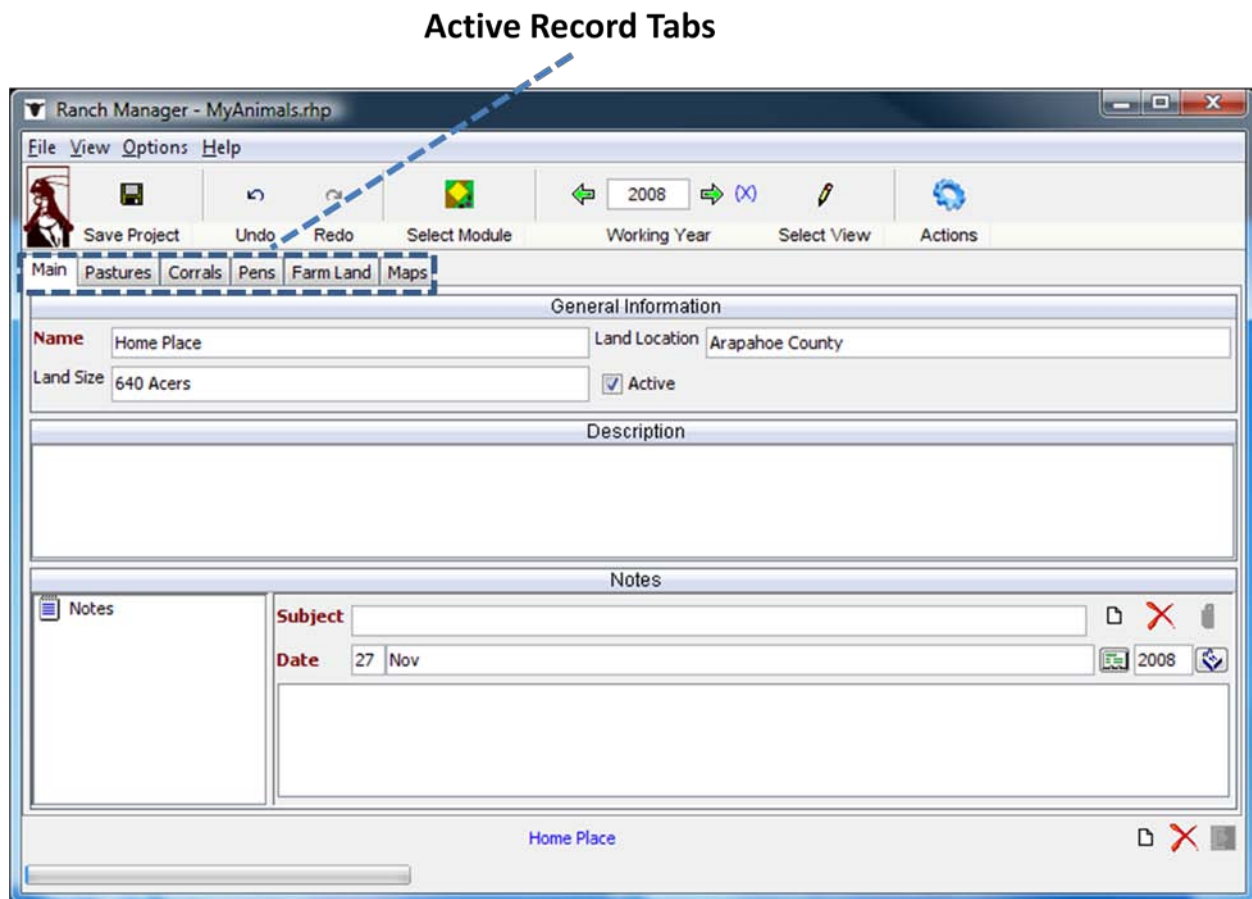 Active Record Tabs
Ranch Manager - MyAnimals.rhp
File View Options Help
2008 (X)
Save Project Undo Redo Select Module Working Year Select View Actions
Main Pastures Corrals Pens Farm Land Maps
General Information
Name Home Place Land Location Arapahoe County
Land Size 640 Acers Active
Description
Notes
Notes
Subject
Date 27 Nov 2008
Home Place